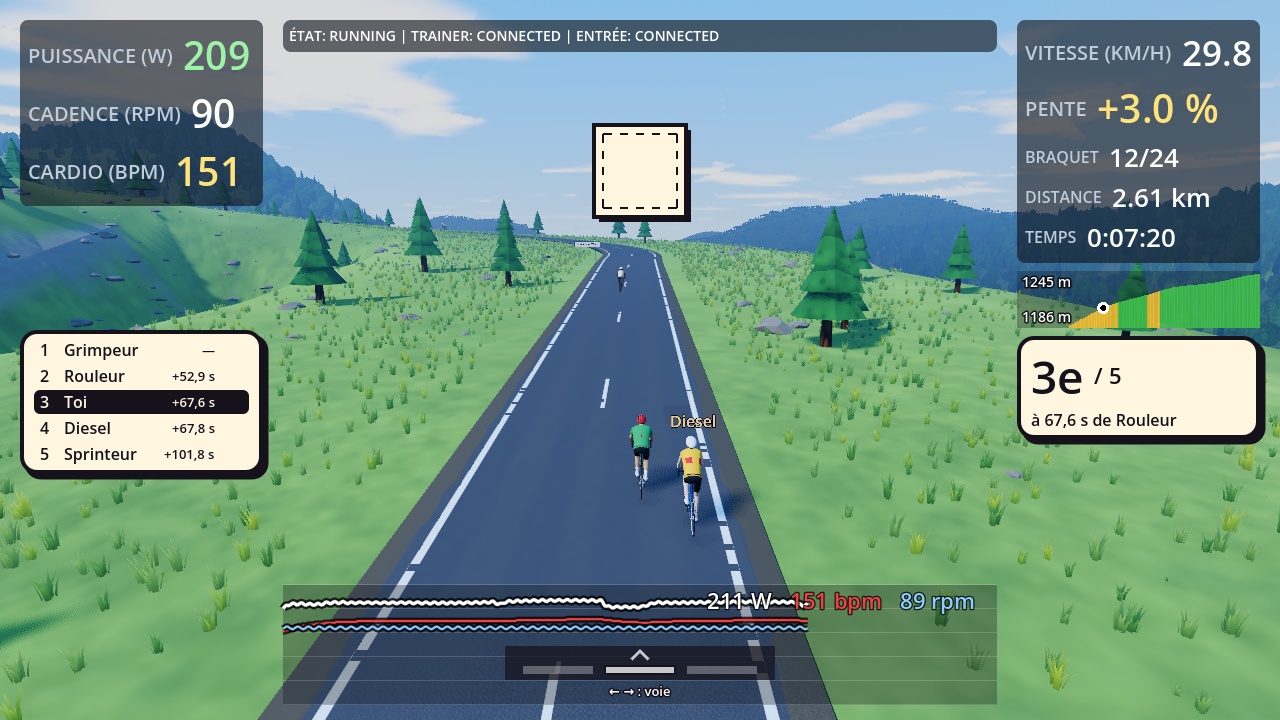 PUISSANCE (W) 209
CADENCE (RPM) 90
CARDIO (BPM) 151
ÉTAT: RUNNING | TRAINER: CONNECTED | ENTRÉE: CONNECTED
VITESSE (KM/H) 29.8
PENTE +3.0 %
BRAQUET 12/24
DISTANCE 2.61 km
TEMPS 0:07:20
1245 m
1186 m
1 Grimpeur —
2 Rouleur +52,9 s
3 Toi +67,6 s
4 Diesel +67,8 s
5 Sprinteur +101,8 s
3e / 5
à 67,6 s de Rouleur
Diesel
211 W 151 bpm 89 rpm
← → : voie